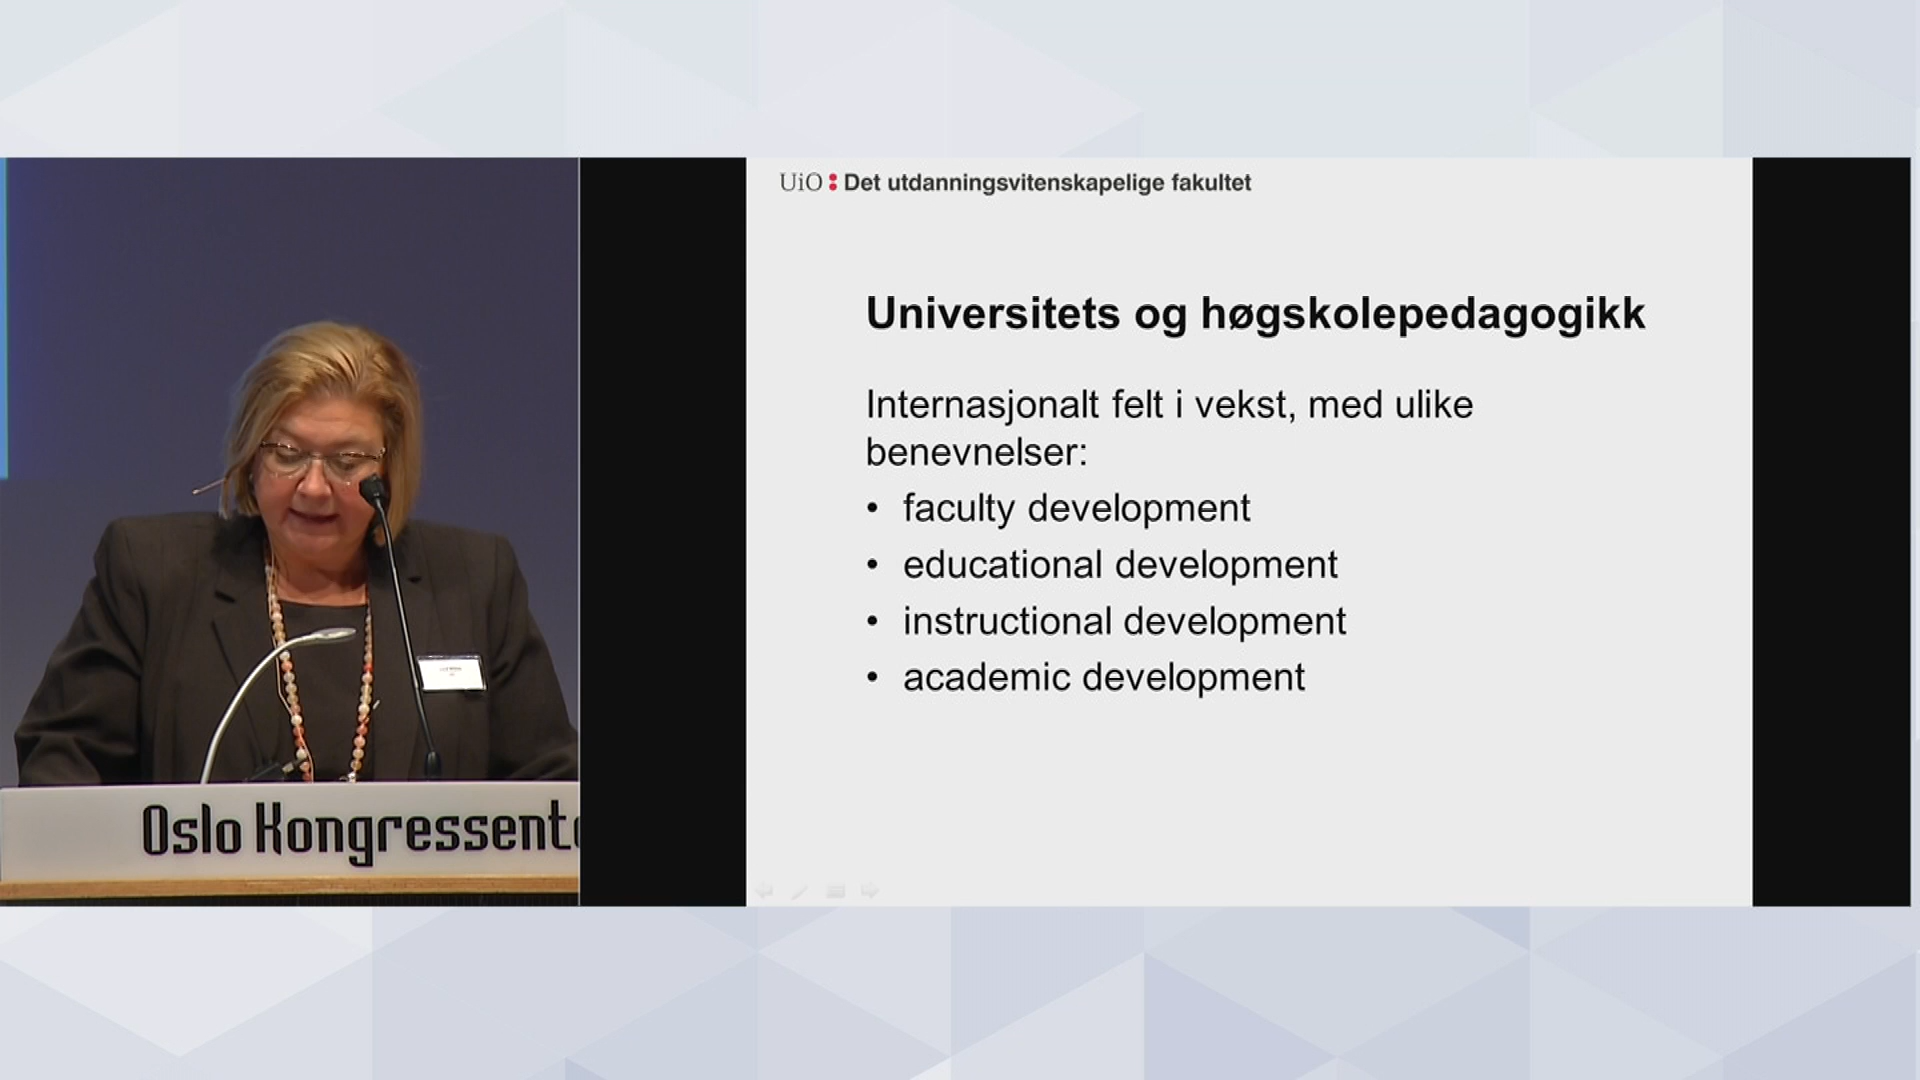 UiO : Det utdanningsvitenskapelige fakultet
Universitets og høgskolepedagogikk
Internasjonalt felt i vekst, med ulike
benevnelser:
• faculty development
• educational development
• instructional development
• academic development
Oslo Kongressent